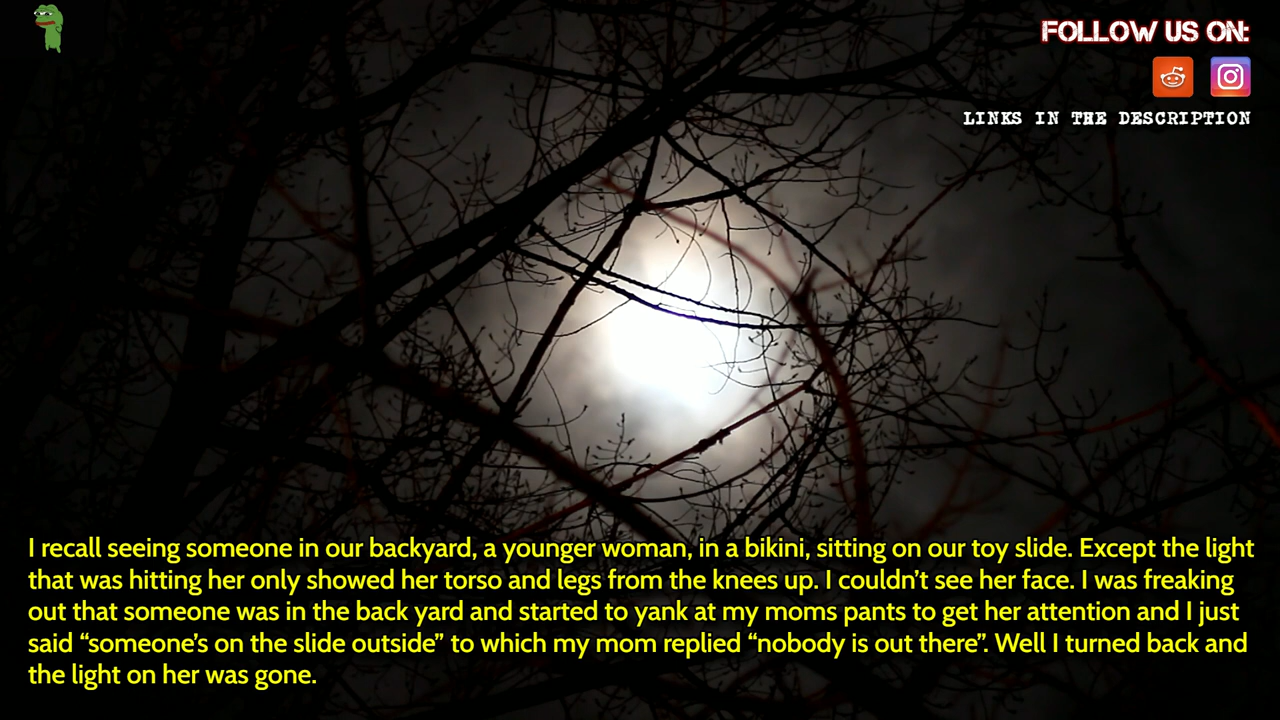 FOLLOW US ON:
LINKS IN THE DESCRIPTION
I recall seeing someone in our backyard, a younger woman, in a bikini, sitting on our toy slide. Except the light
that was hitting her only showed her torso and legs from the knees up. I couldn’t see her face. I was freaking
out that someone was in the back yard and started to yank at my moms pants to get her attention and I just
said “someone’s on the slide outside” to which my mom replied “nobody is out there”. Well I turned back and
the light on her was gone.